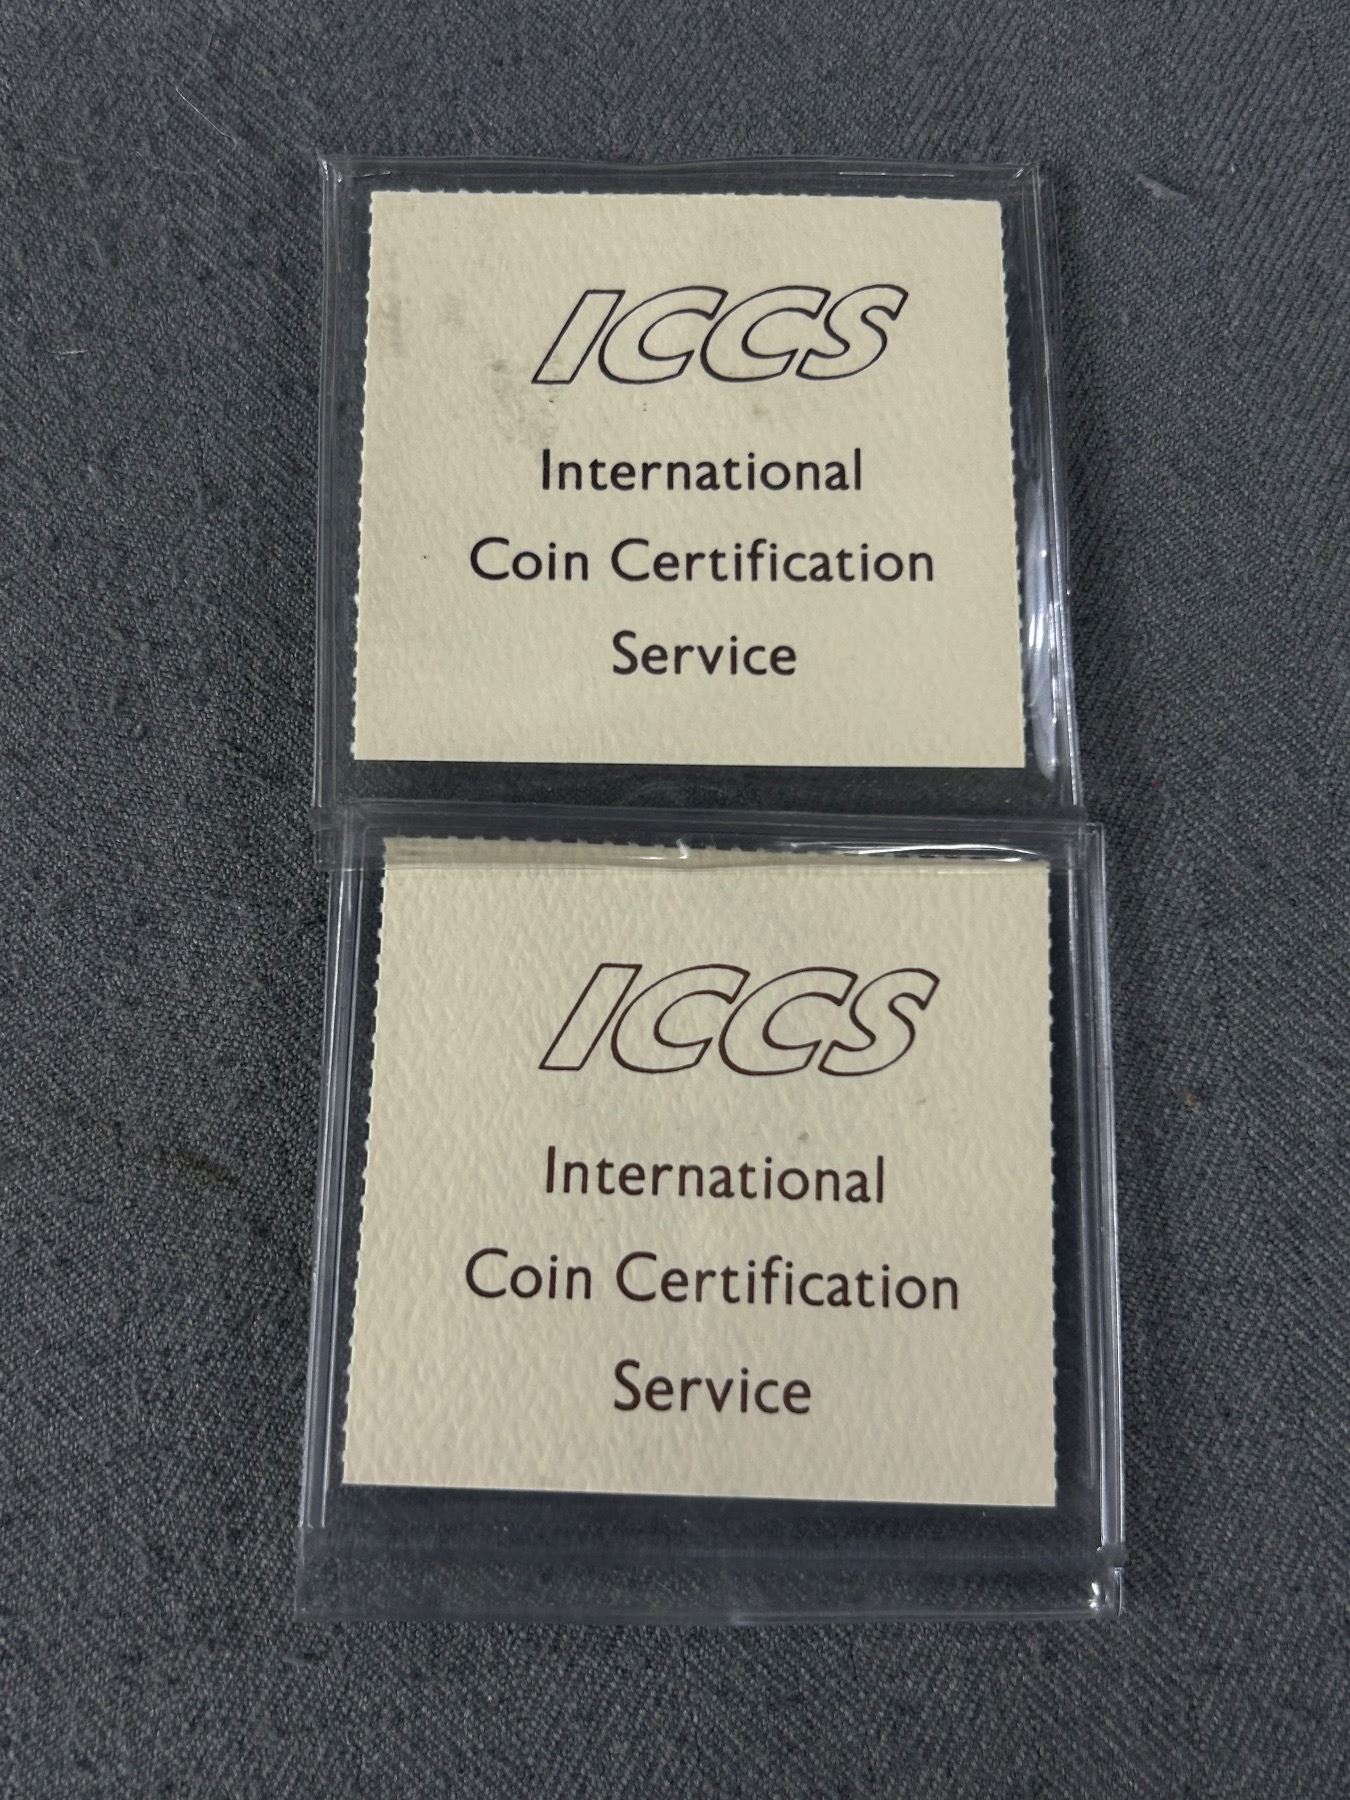 ICCS
International
Coin Certification
Service
ICCS
International
Coin Certification
Service